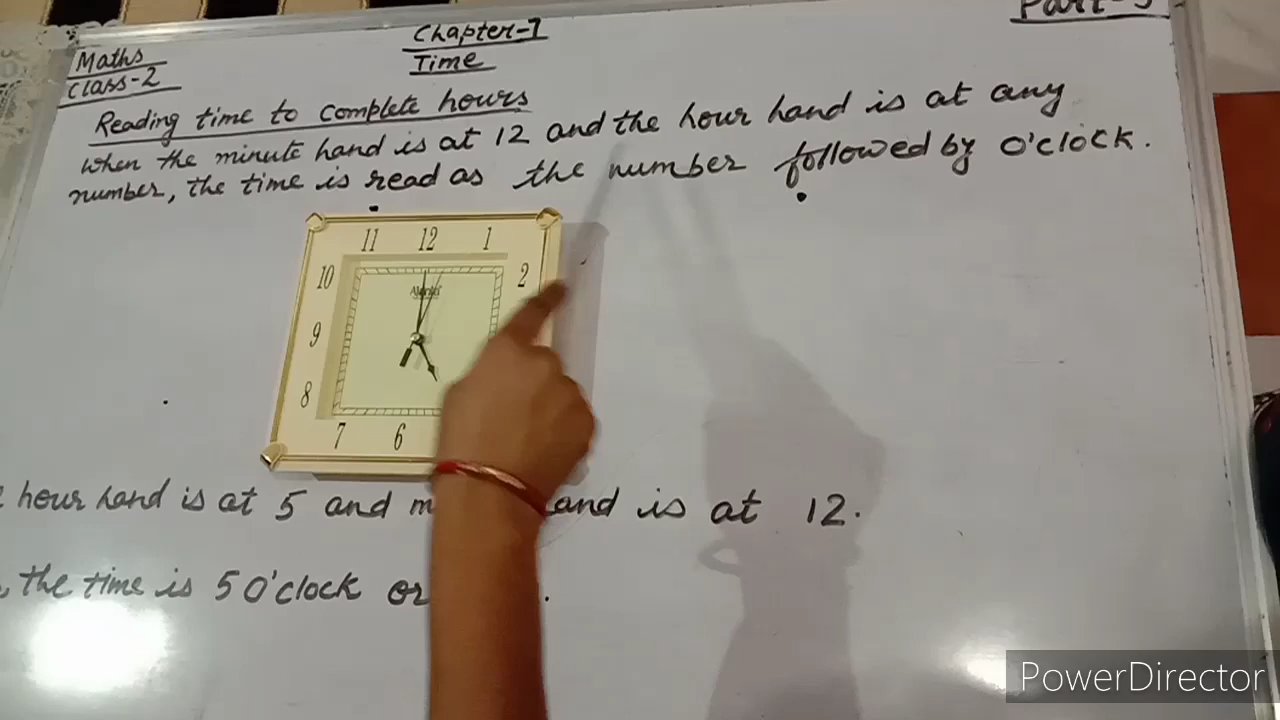 Maths
Class-2
Chapter-7
Time
Reading time to complete hours
when the minute hand is at 12 and the hour hand is at any
number, the time is read as the number followed by O'clock.
11 12 1
10 2
9
8
7 6
hour hand is at 5 and hand is at 12.
the time is 5 O'clock or
PowerDirector